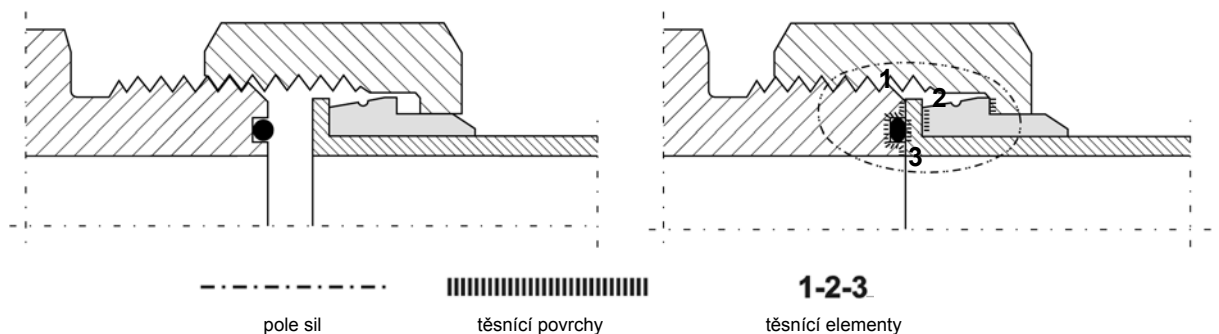 1
2
3
1-2-3
pole sil
těsnící povrchy
těsnící elementy